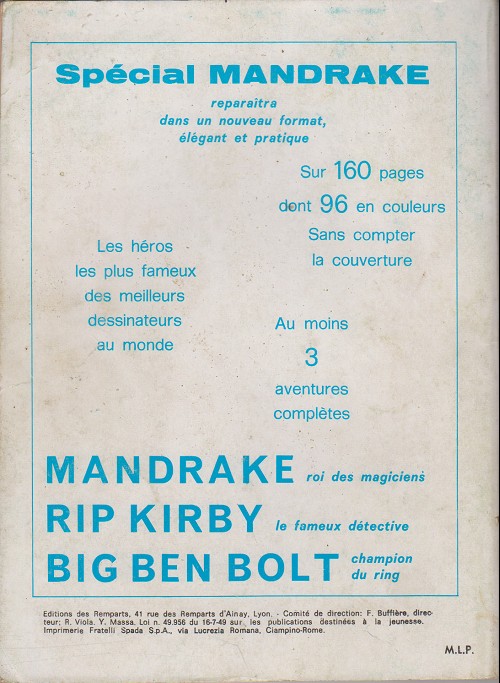 Spécial MANDRAKE
reparaîtra
dans un nouveau format,
élégant et pratique
Sur 160 pages
dont 96 en couleurs
Sans compter
la couverture
Les héros
les plus fameux
des meilleurs
dessinateurs
au monde
Au moins
3
aventures
complètes
MANDRAKE roi des magiciens
RIP KIRBY le fameux détective
BIG BEN BOLT champion
du ring
Editions des Remparts, 41 rue des Remparts d'Ainay, Lyon. - Comité de direction: F. Buffière, direc-
teur; R. Viola. Y. Massa. Loi n. 49.956 du 16-7-49 sur les publications destinées à la jeunesse.
Imprimerie Fratelli Spada S.p.A., via Lucrezia Romana, Ciampino-Rome.
M.L.P.